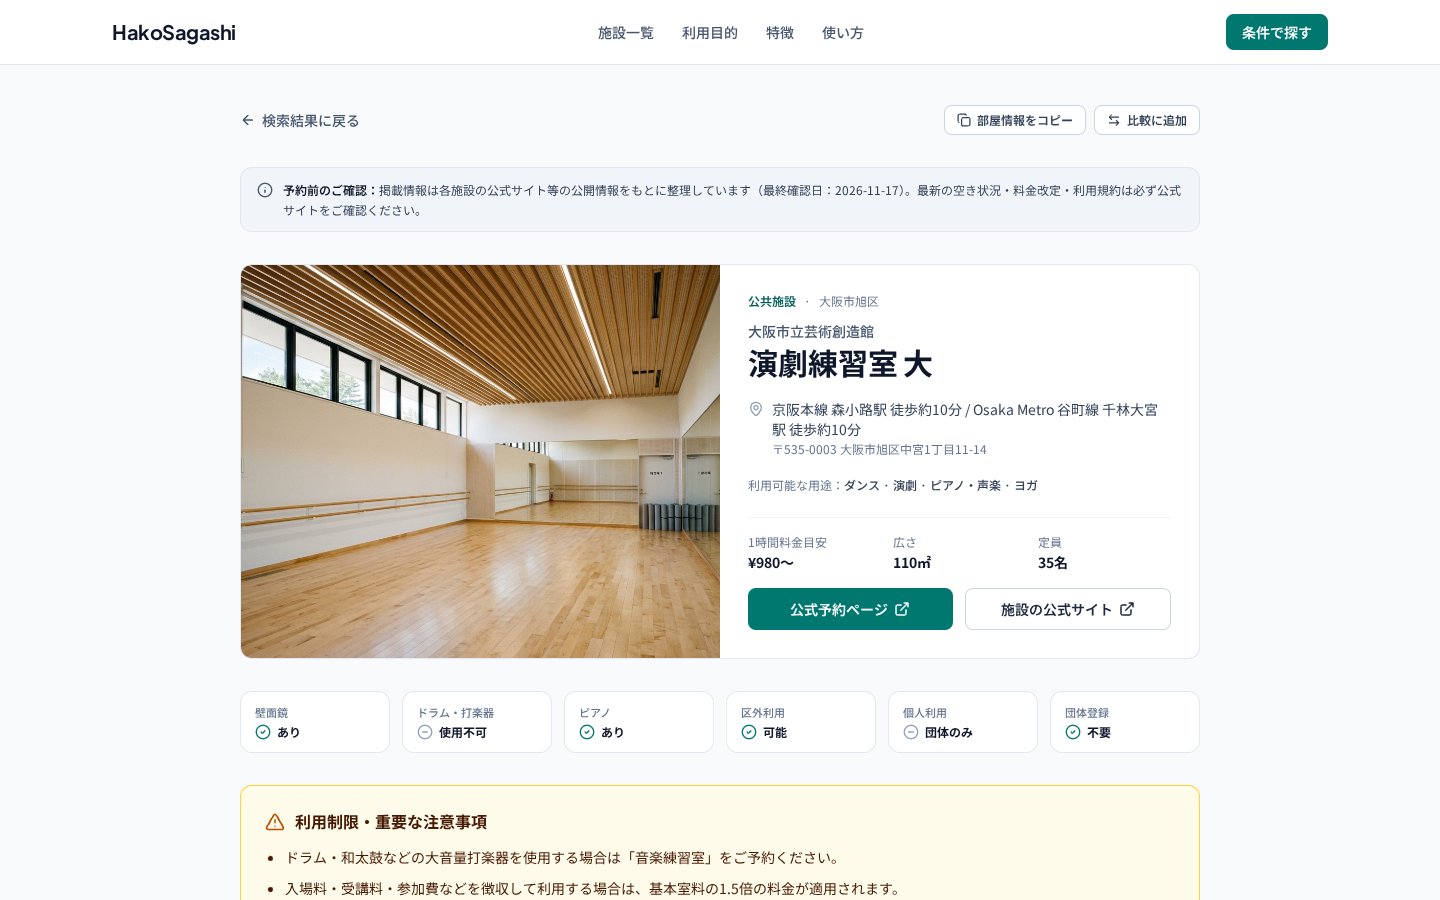 HakoSagashi
施設一覧
利用目的
特徴
使い方
条件で探す
検索結果に戻る
部屋情報をコピー
比較に追加
予約前のご確認：掲載情報は各施設の公式サイト等の公開情報をもとに整理しています（最終確認日：2026-11-17）。最新の空き状況・料金改定・利用規約は必ず公式
サイトをご確認ください。
公共施設 · 大阪市旭区
大阪市立芸術創造館
演劇練習室 大
京阪本線 森小路駅 徒歩約10分 / Osaka Metro 谷町線 千林大宮
駅 徒歩約10分
〒535-0003 大阪市旭区中宮1丁目11-14
利用可能な用途：ダンス · 演劇 · ピアノ・声楽 · ヨガ
1時間料金目安
¥980〜
広さ
110㎡
定員
35名
公式予約ページ
施設の公式サイト
壁面鏡
あり
ドラム・打楽器
使用不可
ピアノ
あり
区外利用
可能
個人利用
団体のみ
団体登録
不要
利用制限・重要な注意事項
• ドラム・和太鼓などの大音量打楽器を使用する場合は「音楽練習室」をご予約ください。
• 入場料・受講料・参加費などを徴収して利用する場合は、基本室料の1.5倍の料金が適用されます。